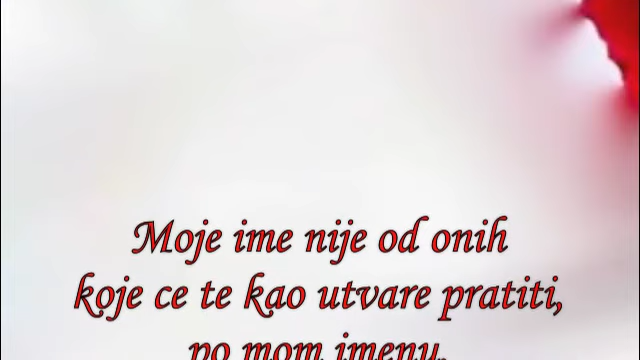 Moje ime nije od onih
koje ce te kao utvare pratiti,
po mom imenu,